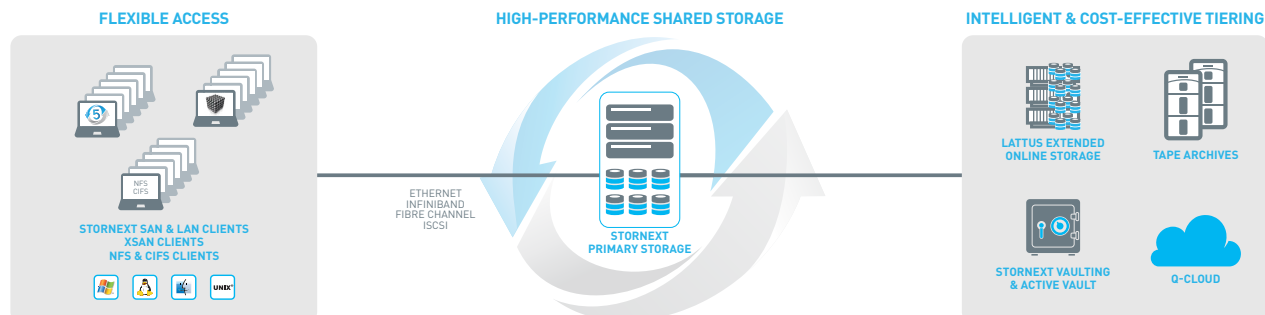 FLEXIBLE ACCESS
5
NFS
CIFS
STORNEXT SAN & LAN CLIENTS
XSAN CLIENTS
NFS & CIFS CLIENTS
UNIX®
HIGH-PERFORMANCE SHARED STORAGE
ETHERNET
INFINIBAND
FIBRE CHANNEL
ISCSI
STORNEXT
PRIMARY STORAGE
INTELLIGENT & COST-EFFECTIVE TIERING
LATTUS EXTENDED
ONLINE STORAGE
TAPE ARCHIVES
STORNEXT VAULTING
& ACTIVE VAULT
Q-CLOUD